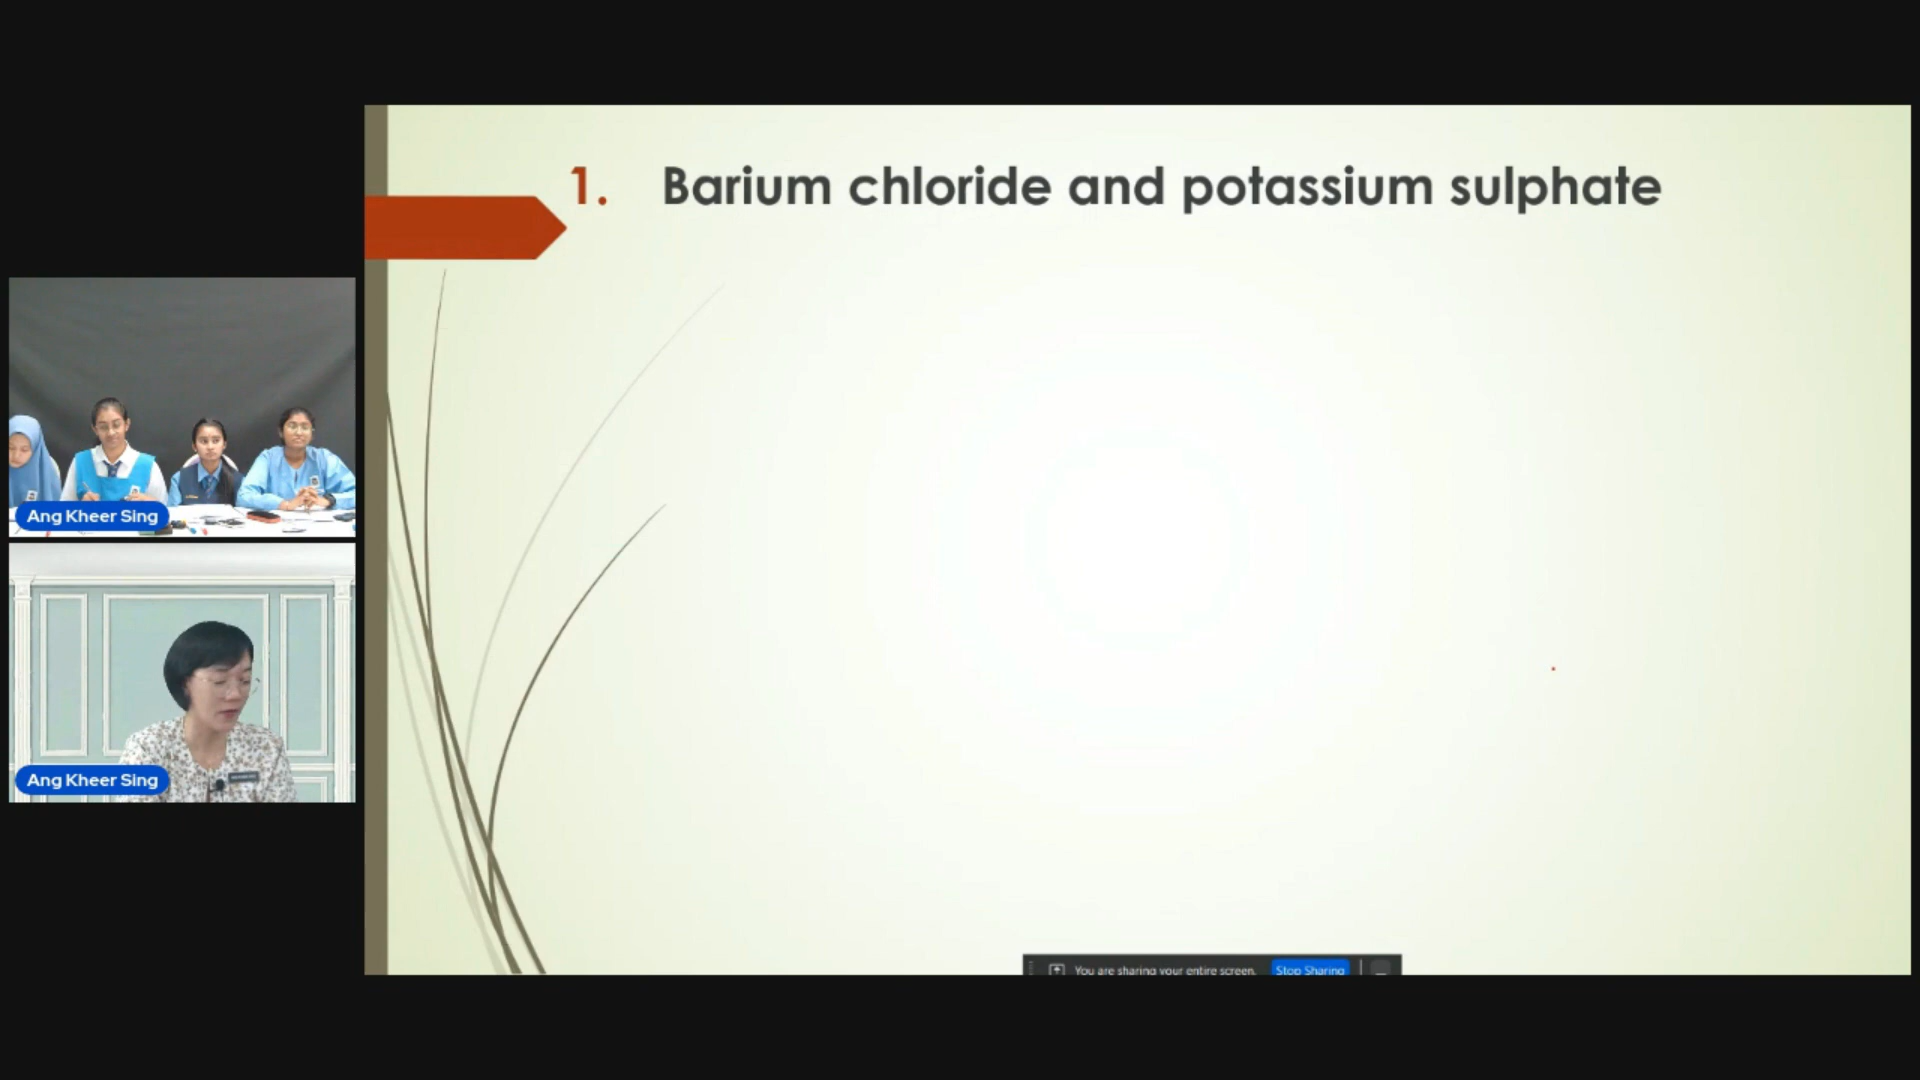 1. Barium chloride and potassium sulphate
Ang Kheer Sing
Ang Kheer Sing
You are sharing your entire screen. Stop Sharing